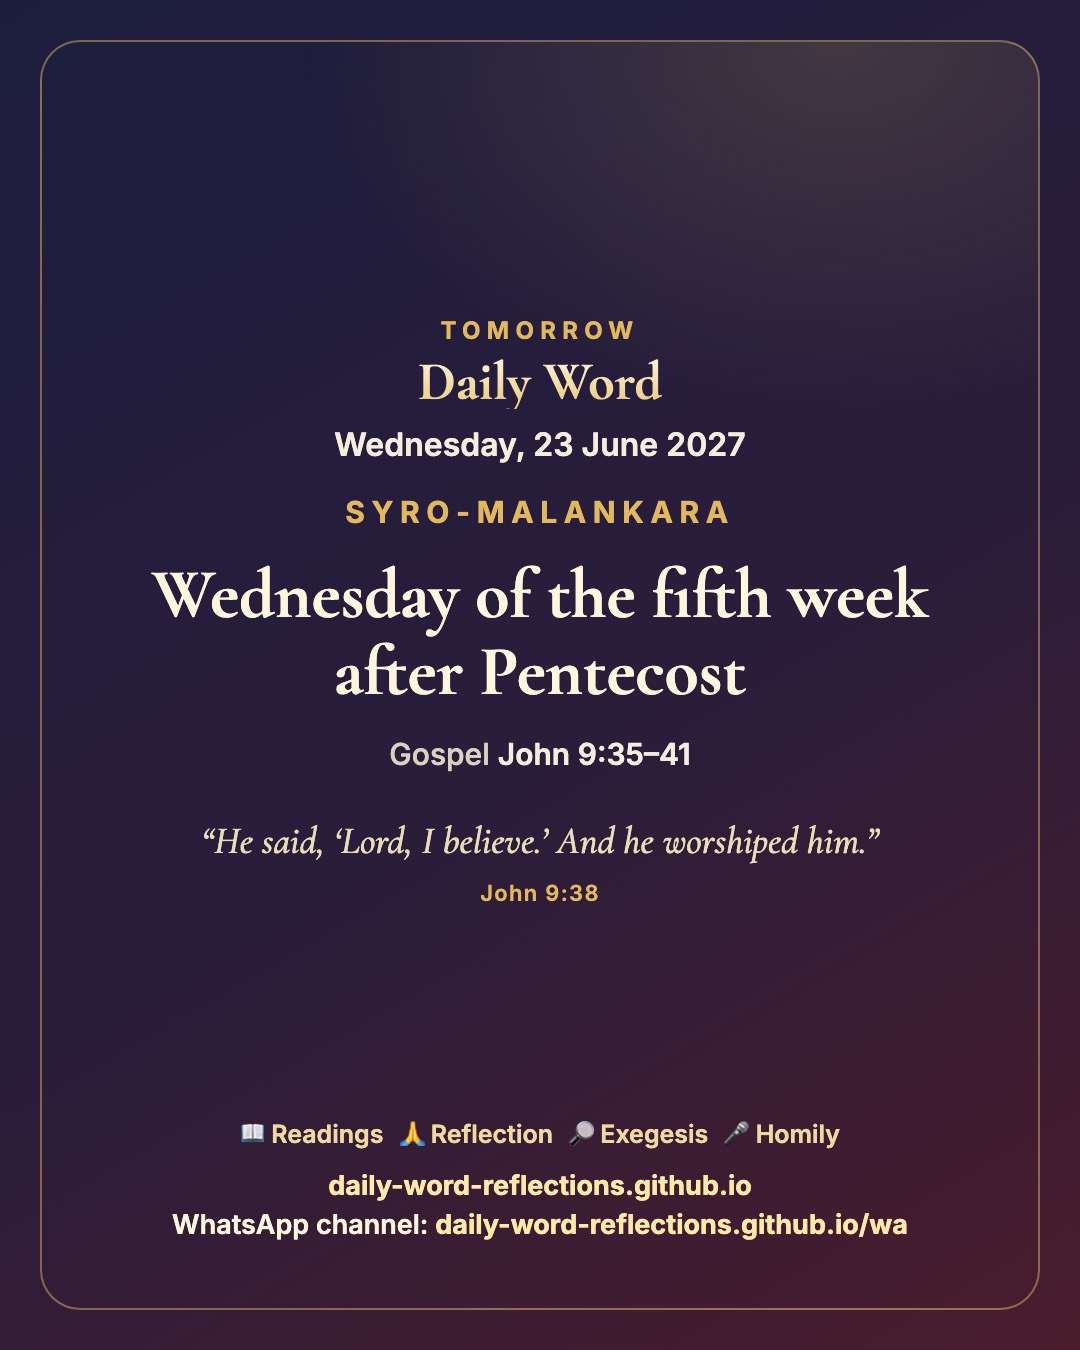 TOMORROW
Daily Word
Wednesday, 23 June 2027
SYRO-MALANKARA
Wednesday of the fifth week
after Pentecost
Gospel John 9:35–41
“He said, ‘Lord, I believe.’ And he worshiped him.”
John 9:38
📖 Readings 🙏 Reflection 🔎 Exegesis 🎤 Homily
daily-word-reflections.github.io
WhatsApp channel: daily-word-reflections.github.io/wa